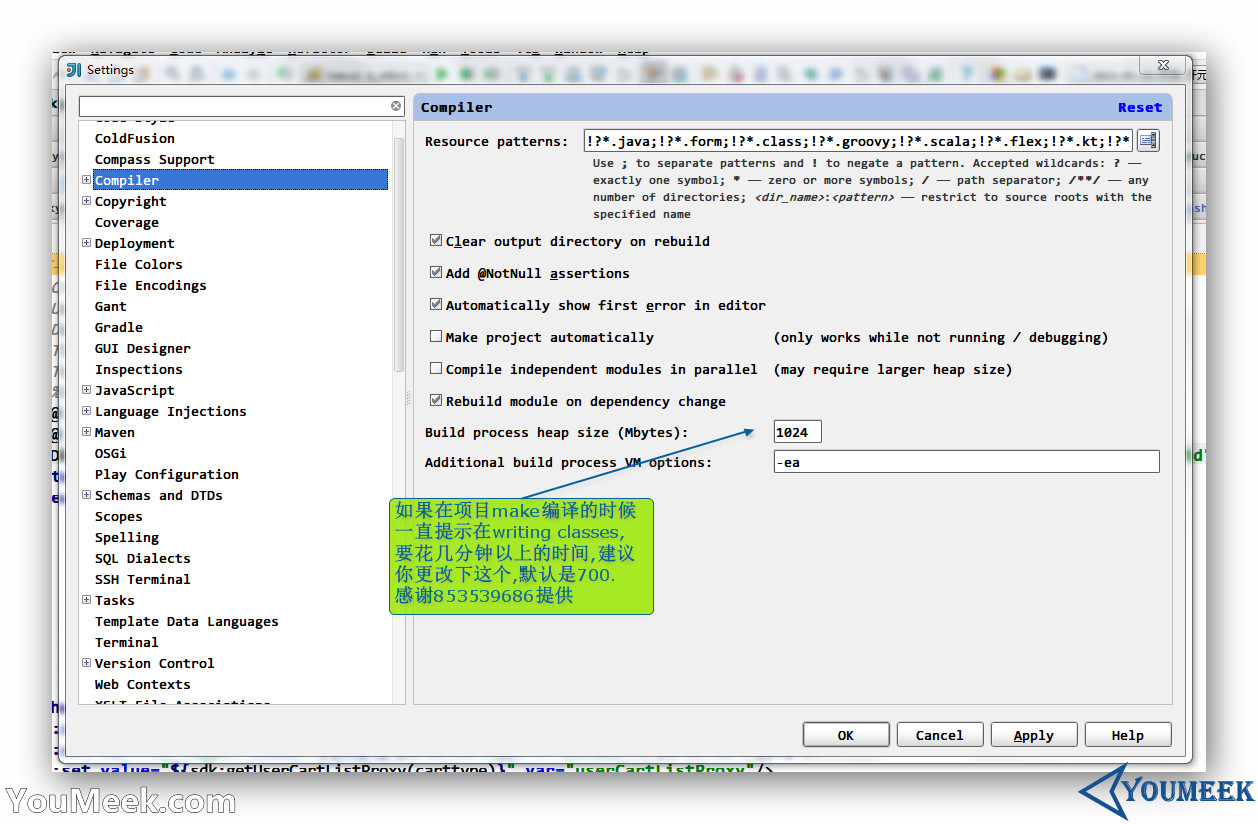 Settings
Compiler
Reset
ColdFusion
Compass Support
Compiler
Copyright
Coverage
Deployment
File Colors
File Encodings
Gant
Gradle
GUI Designer
Inspections
JavaScript
Language Injections
Maven
OSGi
Play Configuration
Schemas and DTDs
Scopes
Spelling
SQL Dialects
SSH Terminal
Tasks
Template Data Languages
Terminal
Version Control
Web Contexts
Resource patterns: !?*.java;!?*.form;!?*.class;!?*.groovy;!?*.scala;!?*.flex;!?*.kt;!?*
Use ; to separate patterns and ! to negate a pattern. Accepted wildcards: ? —
exactly one symbol; * — zero or more symbols; / — path separator; /**/ — any
number of directories; <dir_name>:<pattern> — restrict to source roots with the
specified name
Clear output directory on rebuild
Add @NotNull assertions
Automatically show first error in editor
Make project automatically (only works while not running / debugging)
Compile independent modules in parallel (may require larger heap size)
Rebuild module on dependency change
Build process heap size (Mbytes): 1024
Additional build process VM options: -ea
如果在项目make编译的时候
一直提示在writing classes,
要花几分钟以上的时间,建议
你更改下这个,默认是700.
感谢853539686提供
OK Cancel Apply Help
:set value="${sdk:getUserCartListProxy(carttype)}" var="userCartListProxy"/>
YouMeek.com
YOUMEEK